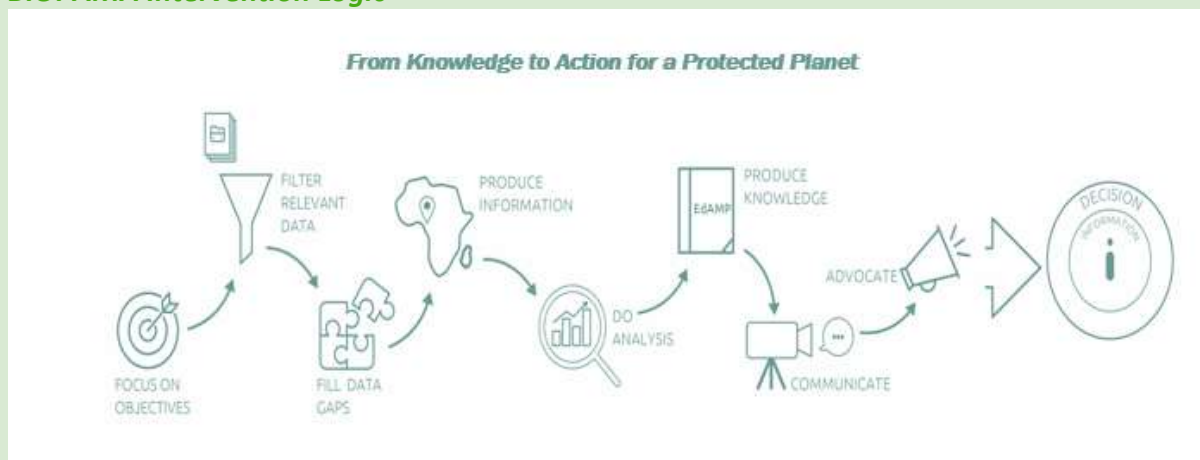 From Knowledge to Action for a Protected Planet
FILTER
RELEVANT
DATA
PRODUCE
INFORMATION
PRODUCE
KNOWLEDGE
EdAMP
DECISION
INFORMATION
i
ADVOCATE
DO
ANALYSIS
FOCUS ON
OBJECTIVES
FILL DATA
GAPS
COMMUNICATE